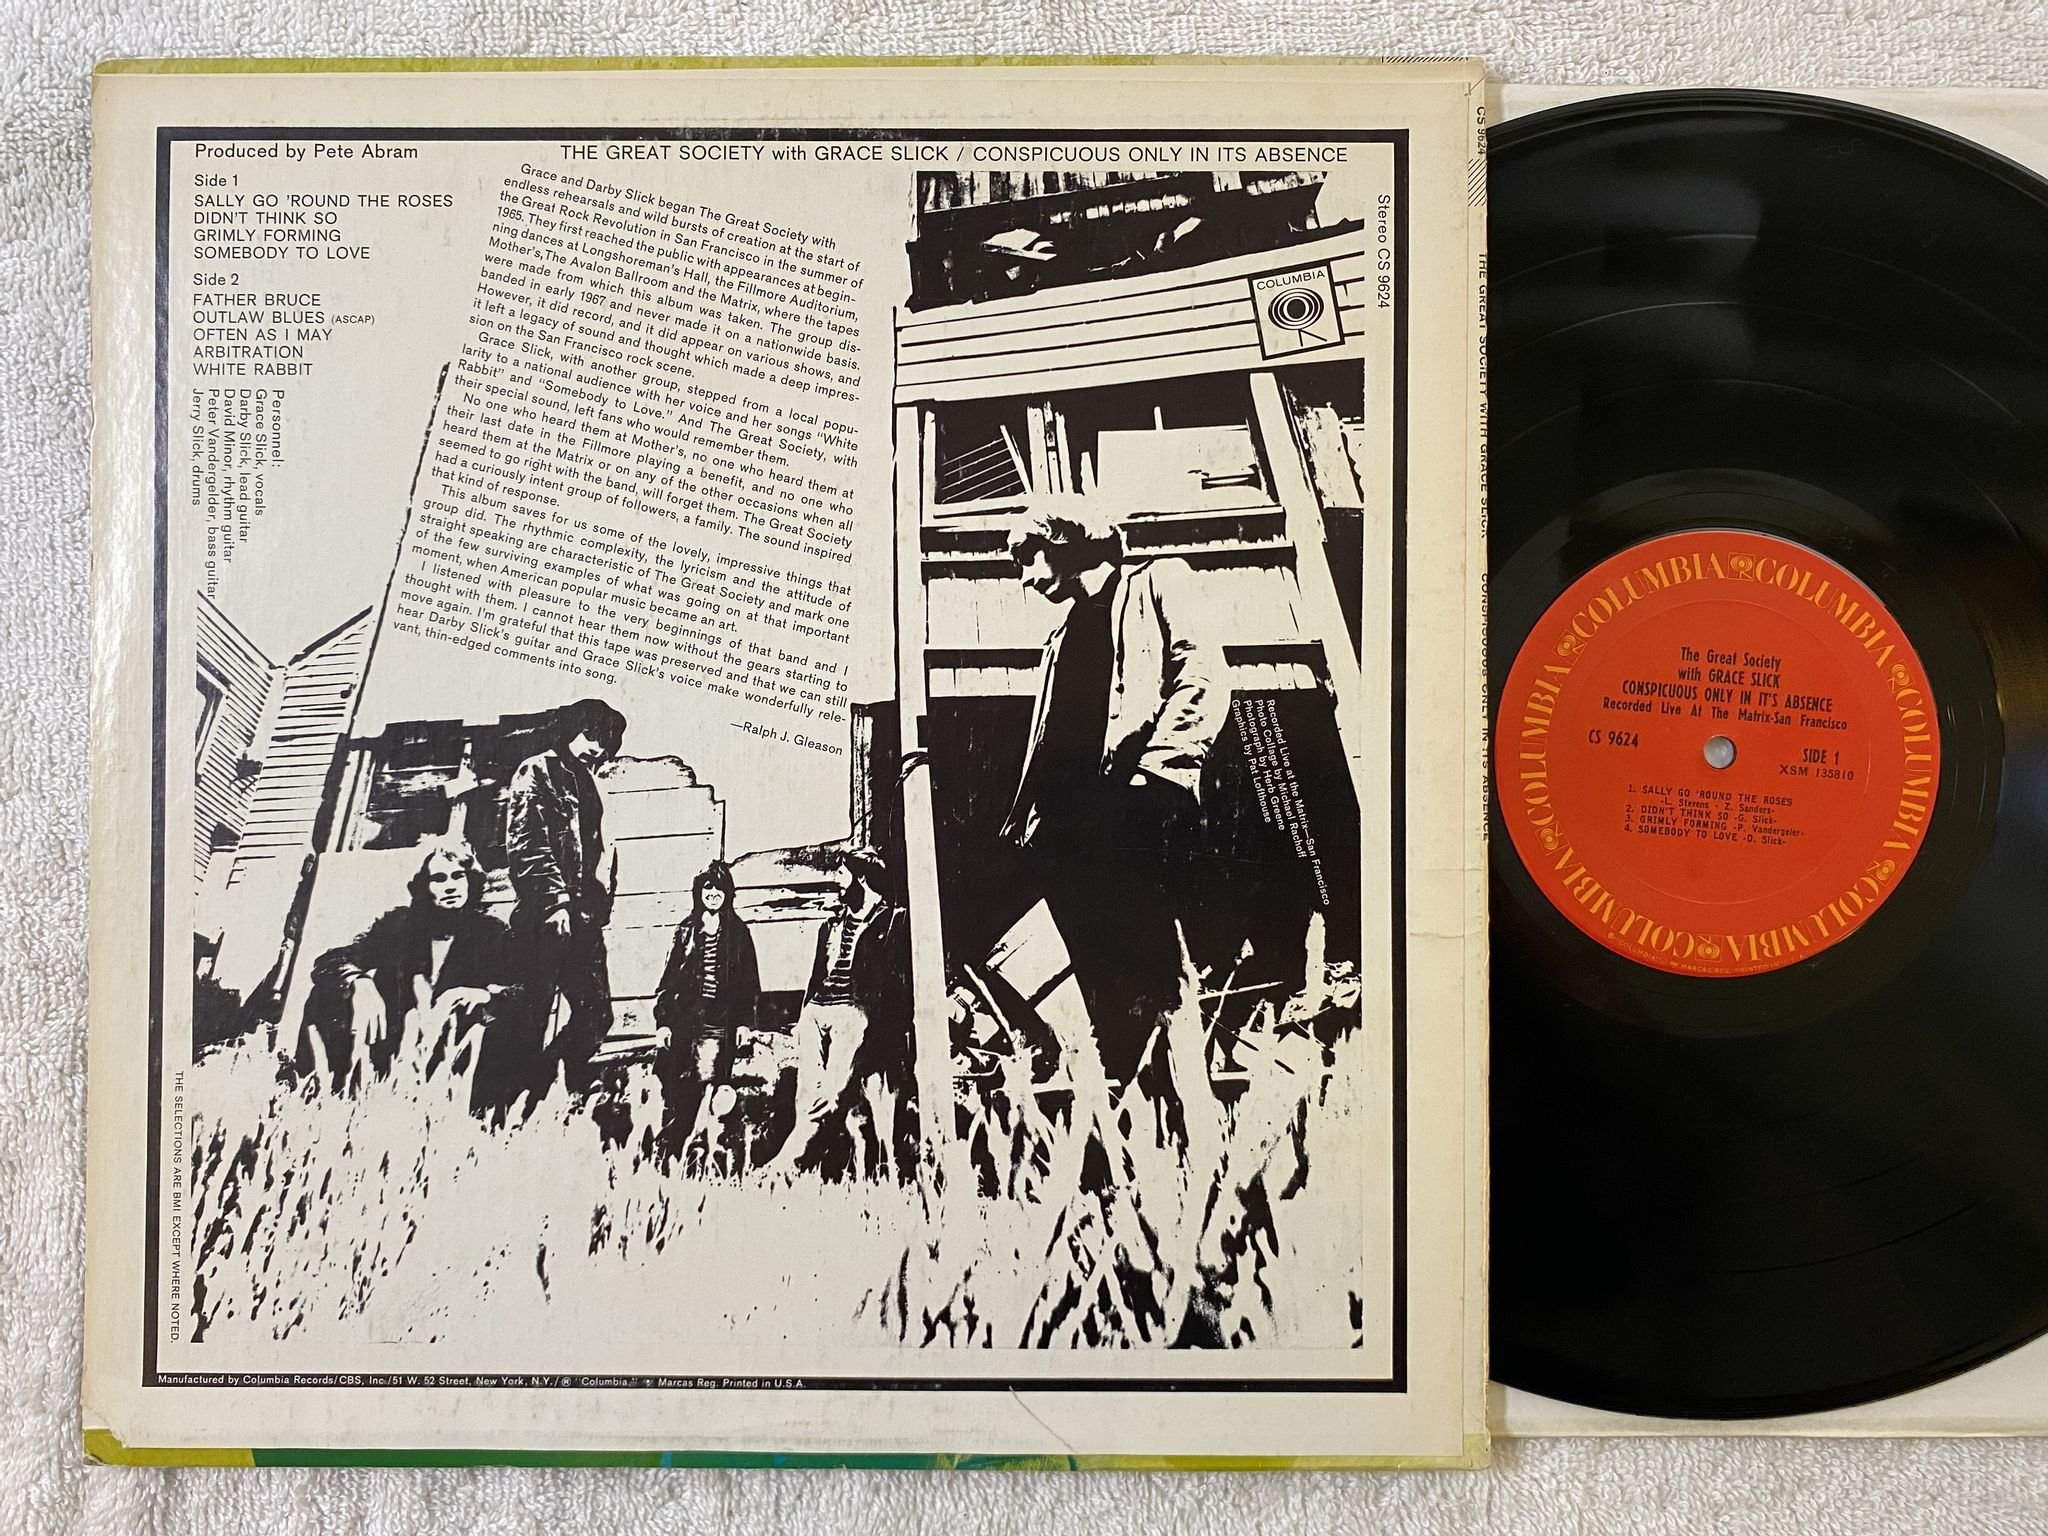 Produced by Pete Abram
THE GREAT SOCIETY with GRACE SLICK / CONSPICUOUS ONLY IN ITS ABSENCE
Side 1
SALLY GO 'ROUND THE ROSES
DIDN'T THINK SO
GRIMLY FORMING
SOMEBODY TO LOVE
Side 2
FATHER BRUCE
OUTLAW BLUES (ASCAP)
OFTEN AS I MAY
ARBITRATION
WHITE RABBIT
Personnel:
Grace Slick, vocals
Darby Slick, lead guitar
David Minor, rhythm guitar
Peter Vandergelder, bass guitar
Jerry Slick, drums
Grace and Darby Slick began The Great Society with
endless rehearsals and wild bursts of creation at the start of
the Great Rock Revolution in San Francisco in the summer of
1965. They first reached the public with appearances at begin-
ning dances at Longshoreman's Hall, the Fillmore Auditorium,
Mother's, The Avalon Ballroom and the Matrix, where the tapes
were made from which this album was taken. The group dis-
banded in early 1967 and never made it on a nationwide basis.
However, it did record, and it did appear on various shows, and
it left a legacy of sound and thought which made a deep impres-
sion on the San Francisco rock scene.
Grace Slick, with another group, stepped from a local popu-
larity to a national audience with her voice and her songs "White
Rabbit" and "Somebody to Love." And The Great Society, with
their special sound, left fans who would remember them.
No one who heard them at Mother's, no one who heard them at
their last date in the Fillmore playing a benefit, and no one who
heard them at the Matrix or on any of the other occasions when all
seemed to go right with the band, will forget them. The Great Society
had a curiously intent group of followers, a family. The sound inspired
that kind of response.
This album saves for us some of the lovely, impressive things that
group did. The rhythmic complexity, the lyricism and the attitude of
straight speaking are characteristic of The Great Society and mark one
of the few surviving examples of what was going on at that important
moment, when American popular music became an art.
I listened with pleasure to the very beginnings of that band and I
thought with them. I cannot hear them now without the gears starting to
move again. I'm grateful that this tape was preserved and that we can still
hear Darby Slick's guitar and Grace Slick's voice make wonderfully rele-
vant, thin-edged comments into song.
—Ralph J. Gleason
COLUMBIA
Stereo CS 9624
Recorded Live at the Matrix—San Francisco
Photo Collage by Michael Rachoff
Photograph by Herb Greene
Graphics by Pat Lofthouse
THE SELECTIONS ARE BMI EXCEPT WHERE NOTED.
Manufactured by Columbia Records/CBS, Inc./51 W. 52 Street, New York, N.Y./® "Columbia," Marcas Reg. Printed in U.S.A.
CS 9624
THE GREAT SOCIETY WITH GRACE SLICK CONSPICUOUS ONLY IN ITS ABSENCE
COLUMBIA COLUMBIA COLUMBIA COLUMBIA COLUMBIA COLUMBIA COLUMBIA
The Great Society
with GRACE SLICK
CONSPICUOUS ONLY IN IT'S ABSENCE
Recorded Live At The Matrix-San Francisco
CS 9624
SIDE 1
XSM 135810
1. SALLY GO 'ROUND THE ROSES
-L. Stevens - Z. Sanders-
2. DIDN'T THINK SO -G. Slick-
3. GRIMLY FORMING -P. Vandergeler-
4. SOMEBODY TO LOVE -D. Slick-
"COLUMBIA", MARCAS REG. PRINTED IN U.S.A.